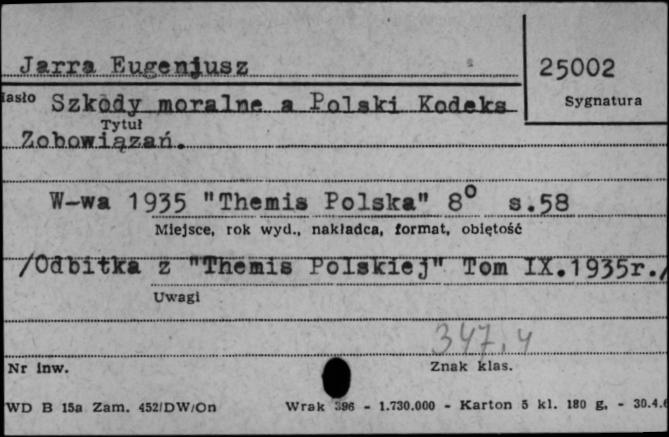 Jarra Eugenjusz
25002
Hasło Szkody moralne a Polski Kodeks
Sygnatura
Tytuł
Zobowiązań.
W-wa 1935 "Themis Polska" 8° s.58
Miejsce, rok wyd., nakładca, format, objętość
/Odbitka z "Themis Polskiej" Tom IX.1935r./
Uwagi
347.4
Nr inw.
Znak klas.
WD B 15a Zam. 452/DW/On Wrak 396 - 1.730.000 - Karton 5 kl. 180 g. - 30.4.6